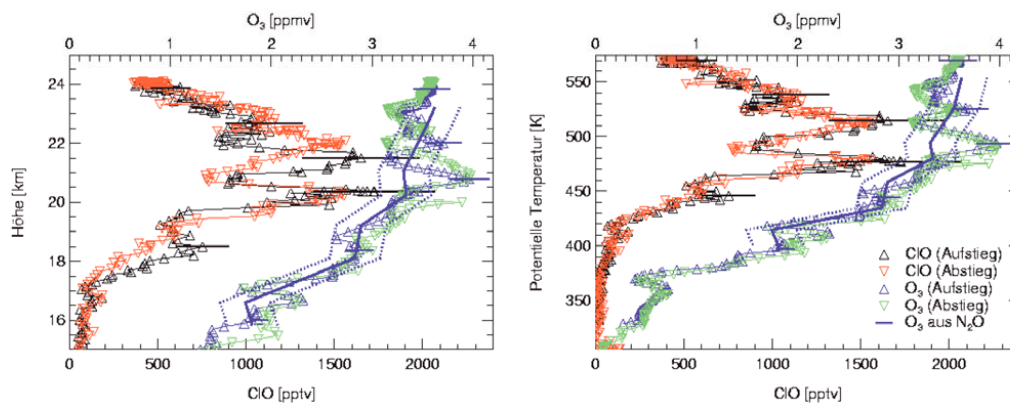 O₃ [ppmv]
0 1 2 3 4
24
22
20
18
16
Höhe [km]
0 500 1000 1500 2000
ClO [pptv]
O₃ [ppmv]
0 1 2 3 4
550
500
450
400
350
Potentielle Temperatur [K]
ClO (Aufstieg)
ClO (Abstieg)
O₃ (Aufstieg)
O₃ (Abstieg)
O₃ aus N₂O
0 500 1000 1500 2000
ClO [pptv]